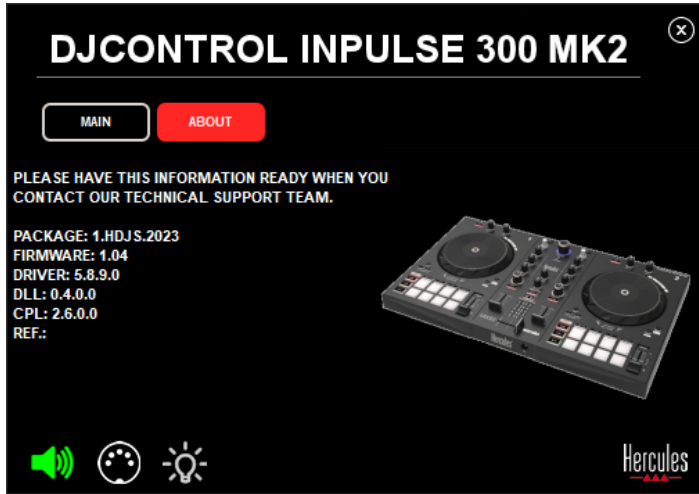 DJCONTROL INPULSE 300 MK2
MAIN
ABOUT
PLEASE HAVE THIS INFORMATION READY WHEN YOU
CONTACT OUR TECHNICAL SUPPORT TEAM.
PACKAGE: 1.HDJS.2023
FIRMWARE: 1.04
DRIVER: 5.8.9.0
DLL: 0.4.0.0
CPL: 2.6.0.0
REF.:
Hercules
Hercules